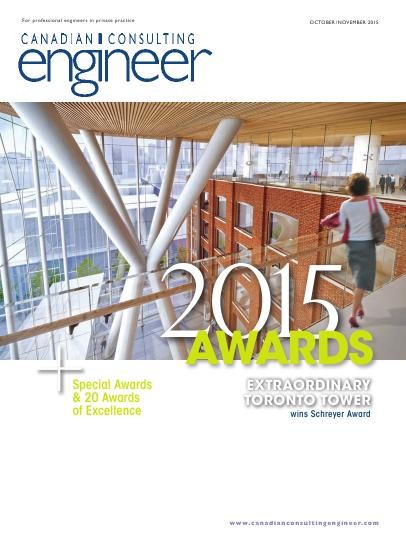 For professional engineers in private practice
OCTOBER/NOVEMBER 2015
CANADIAN CONSULTING
engineer
2015
AWARDS
+
Special Awards
& 20 Awards
of Excellence
EXTRAORDINARY
TORONTO TOWER
wins Schreyer Award
www.canadianconsultingengineer.com